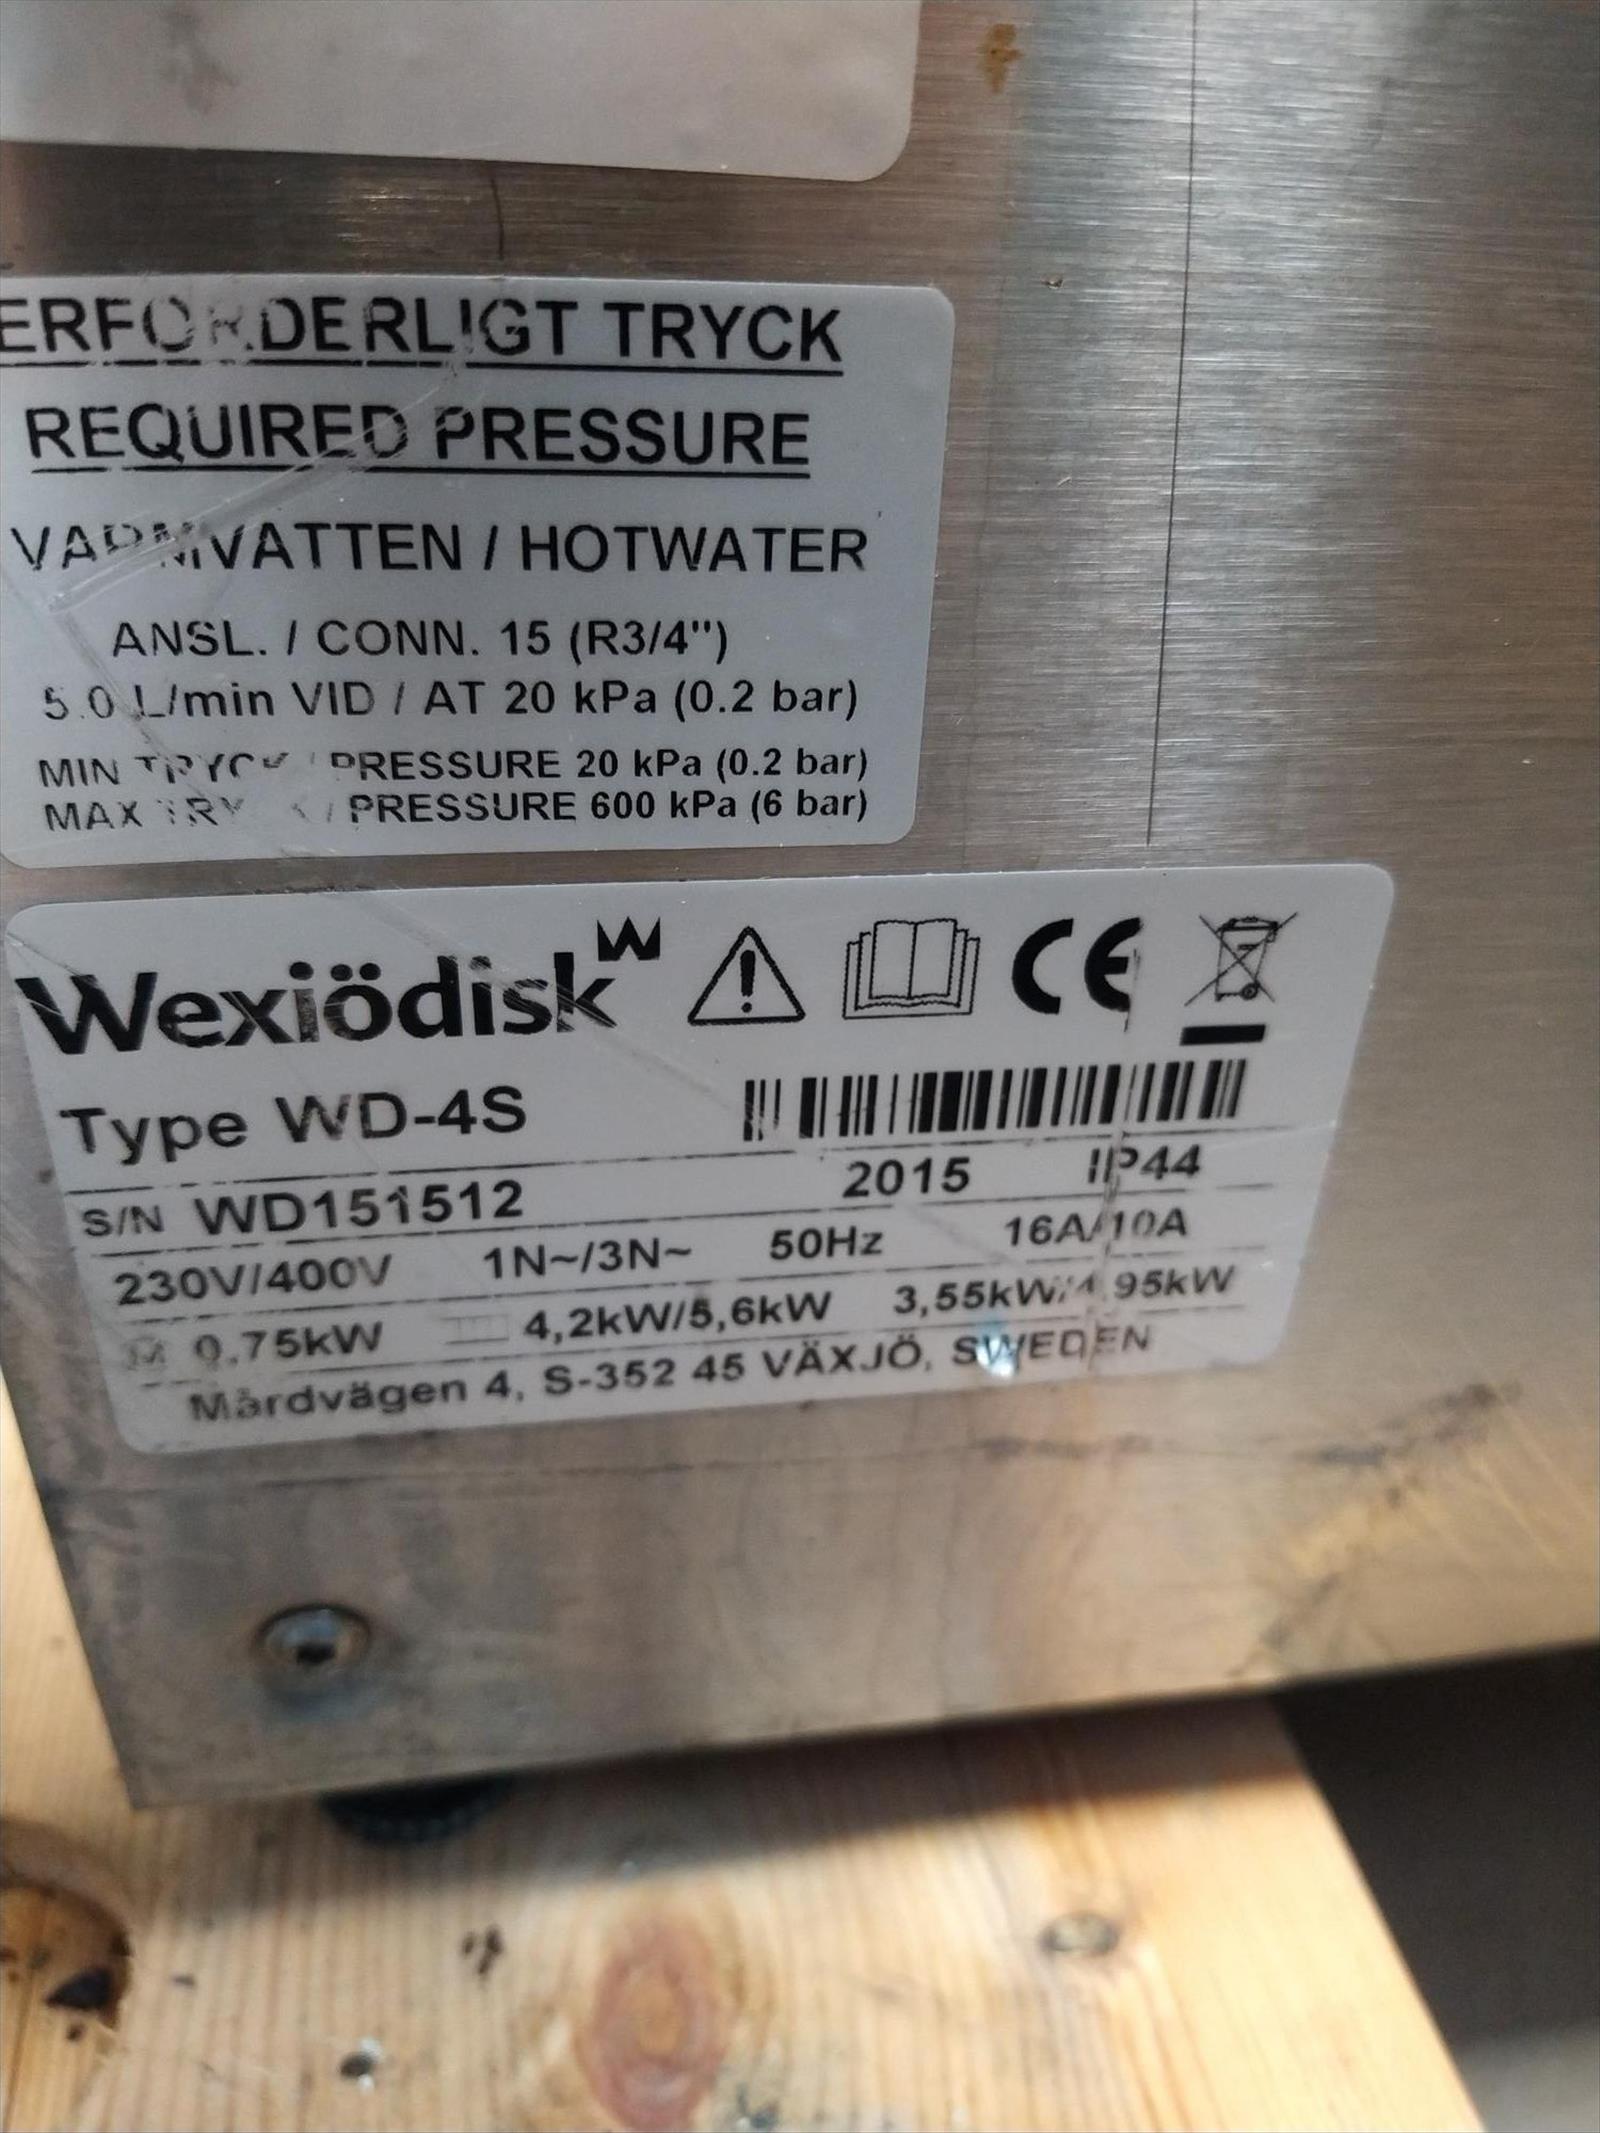 ERFORDERLIGT TRYCK
REQUIRED PRESSURE
VARMVATTEN / HOTWATER
ANSL. / CONN. 15 (R3/4")
5.0 L/min VID / AT 20 kPa (0.2 bar)
MIN TRYCK / PRESSURE 20 kPa (0.2 bar)
MAX TRYCK / PRESSURE 600 kPa (6 bar)
Wexiödisk CE
Type WD-4S
S/N WD151512 2015 IP44
230V/400V 1N~/3N~ 50Hz 16A/10A
M 0.75kW 4,2kW/5,6kW 3,55kW/4,95kW
Mårdvägen 4, S-352 45 VÄXJÖ, SWEDEN